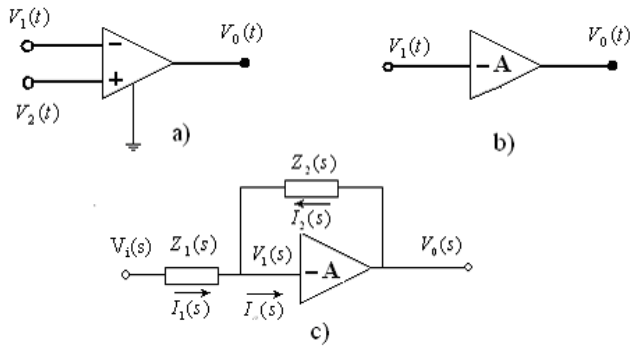 V₁(t)
−
+
V₂(t)
V₀(t)
a)
V₁(t)
−A
V₀(t)
b)
Z₂(s)
I₂(s)
Vᵢ(s)
Z₁(s)
V₁(s)
−A
V₀(s)
I₁(s)
c)